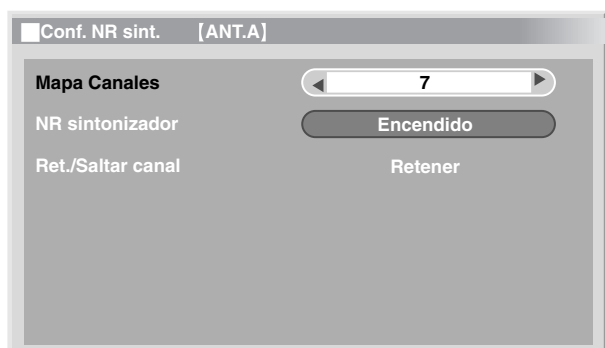 Conf. NR sint. [ANT.A]
Mapa Canales 7
NR sintonizador Encendido
Ret./Saltar canal Retener